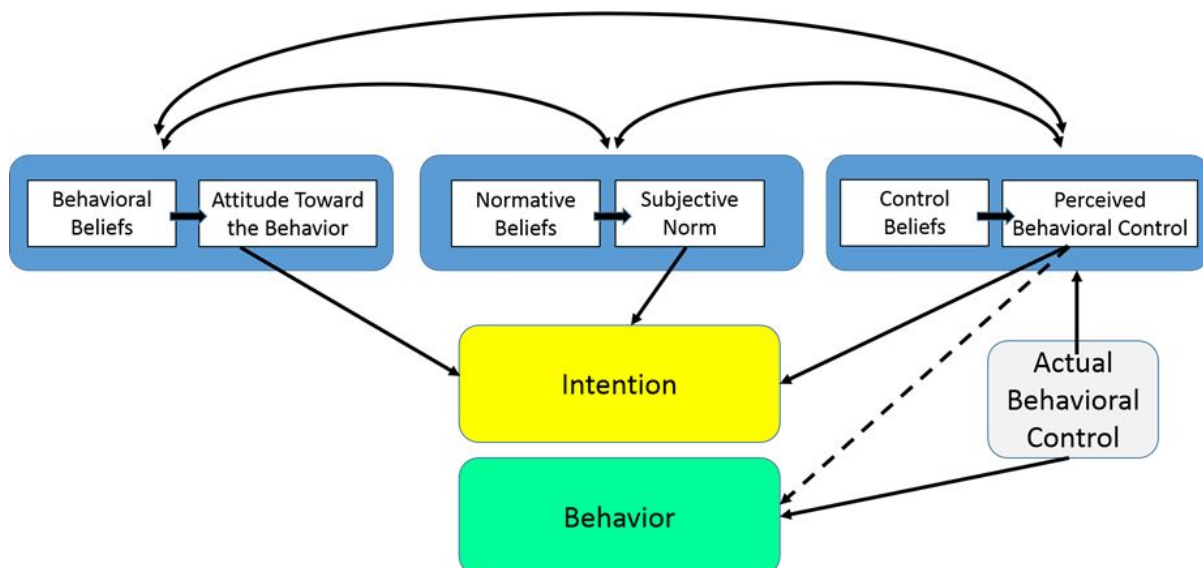 Behavioral
Beliefs
Attitude Toward
the Behavior
Normative
Beliefs
Subjective
Norm
Control
Beliefs
Perceived
Behavioral Control
Intention
Actual
Behavioral
Control
Behavior